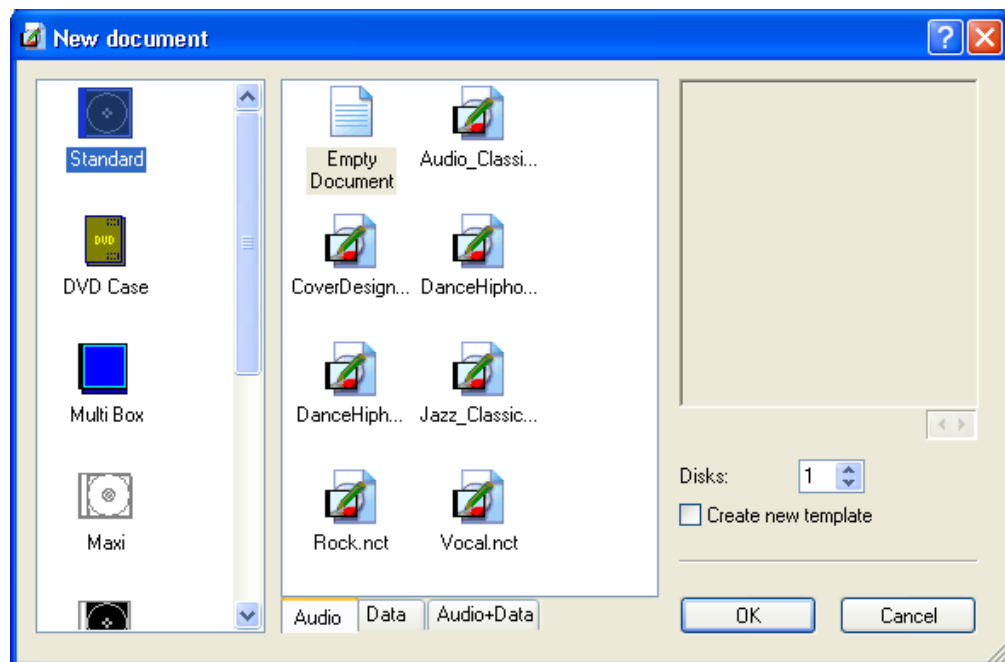 New document
Standard
DVD
DVD Case
Multi Box
Maxi
Empty
Document
Audio_Classi...
CoverDesign...
DanceHipho...
DanceHiph...
Jazz_Classic...
Rock.nct
Vocal.nct
Audio
Data
Audio+Data
Disks:
1
Create new template
OK
Cancel